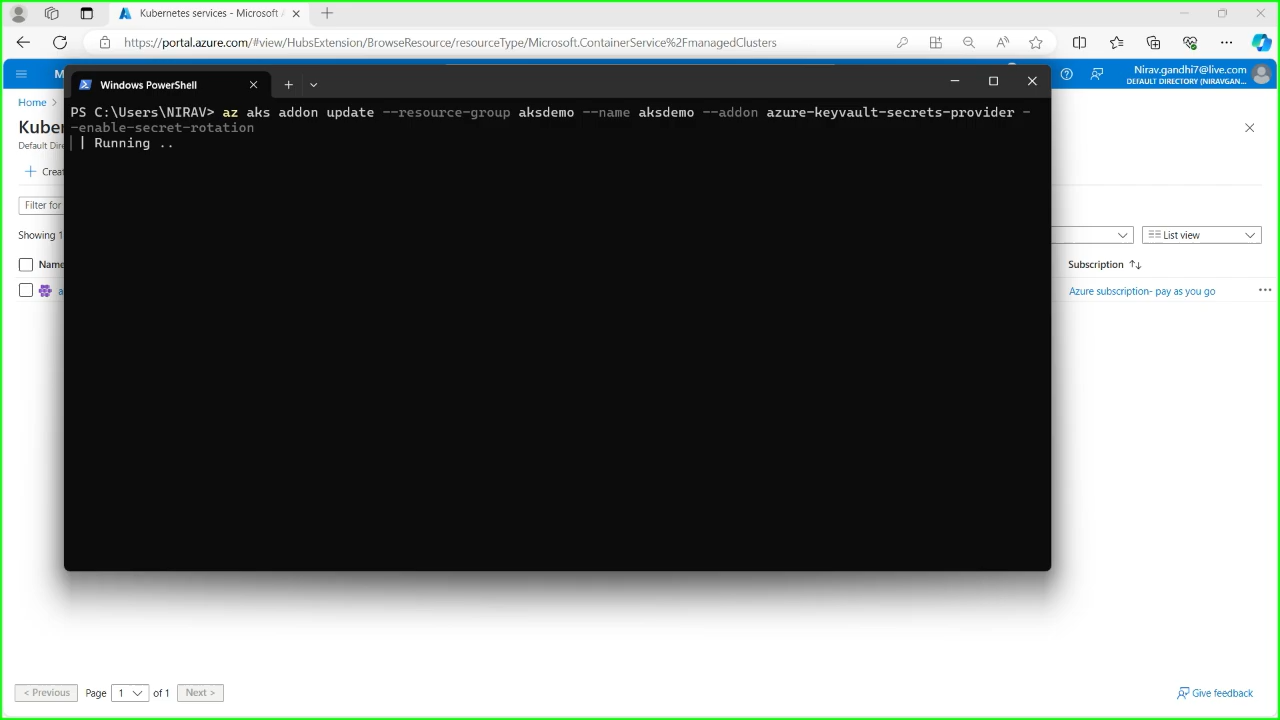 Kubernetes services - Microsoft A
https://portal.azure.com/#view/HubsExtension/BrowseResource/resourceType/Microsoft.ContainerService%2FmanagedClusters
M
Nirav.gandhi7@live.com
DEFAULT DIRECTORY (NIRAVGAN...
Windows PowerShell
PS C:\Users\NIRAV> az aks addon update --resource-group aksdemo --name aksdemo --addon azure-keyvault-secrets-provider -
-enable-secret-rotation
| Running ..
Home >
Kuber
Default Dire
+ Creat
Filter for
Showing 1
List view
Name
Subscription ↑↓
a
Azure subscription- pay as you go
< Previous Page 1 of 1 Next >
Give feedback